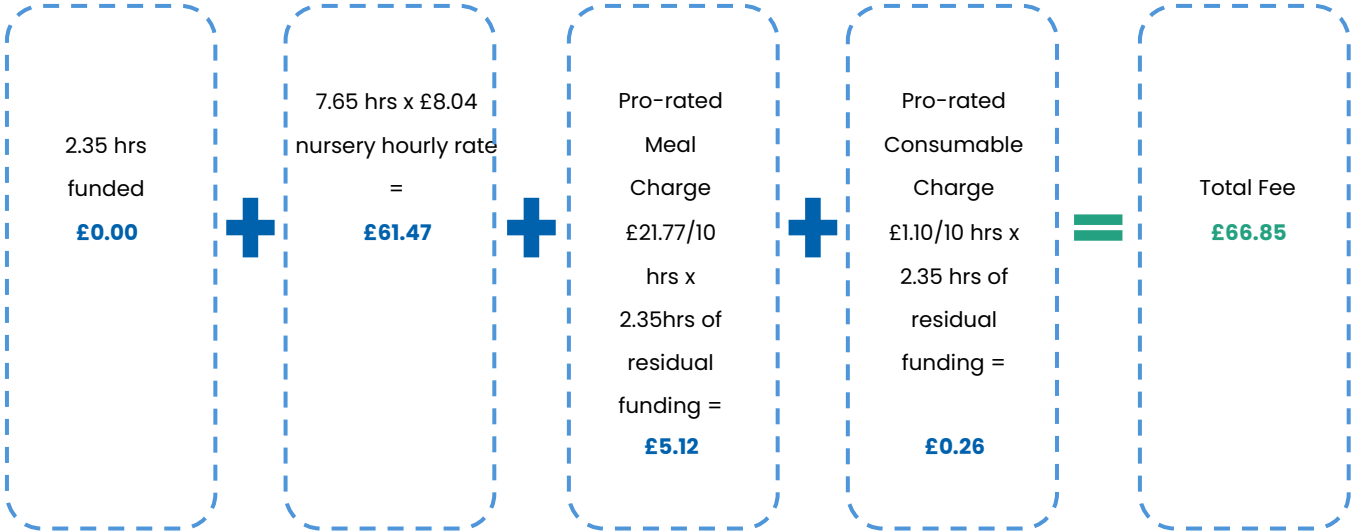 2.35 hrs
funded
£0.00
7.65 hrs x £8.04
nursery hourly rate
=
£61.47
Pro-rated
Meal
Charge
£21.77/10
hrs x
2.35hrs of
residual
funding =
£5.12
Pro-rated
Consumable
Charge
£1.10/10 hrs x
2.35 hrs of
residual
funding =
£0.26
Total Fee
£66.85